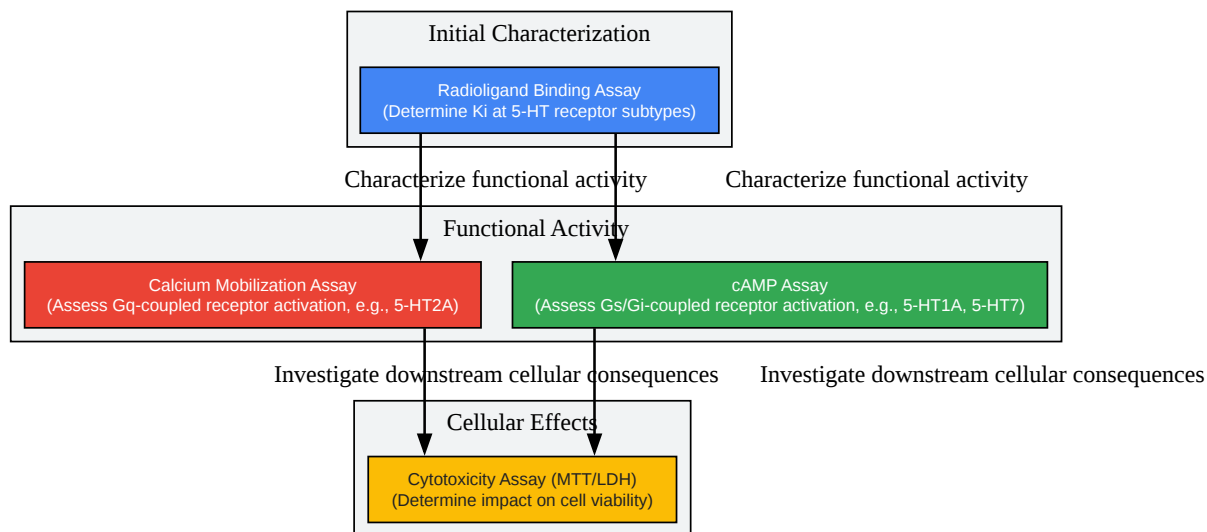 Initial Characterization
Radioligand Binding Assay
(Determine Ki at 5-HT receptor subtypes)
Characterize functional activity
Characterize functional activity
Functional Activity
Calcium Mobilization Assay
(Assess Gq-coupled receptor activation, e.g., 5-HT2A)
cAMP Assay
(Assess Gs/Gi-coupled receptor activation, e.g., 5-HT1A, 5-HT7)
Investigate downstream cellular consequences
Investigate downstream cellular consequences
Cellular Effects
Cytotoxicity Assay (MTT/LDH)
(Determine impact on cell viability)